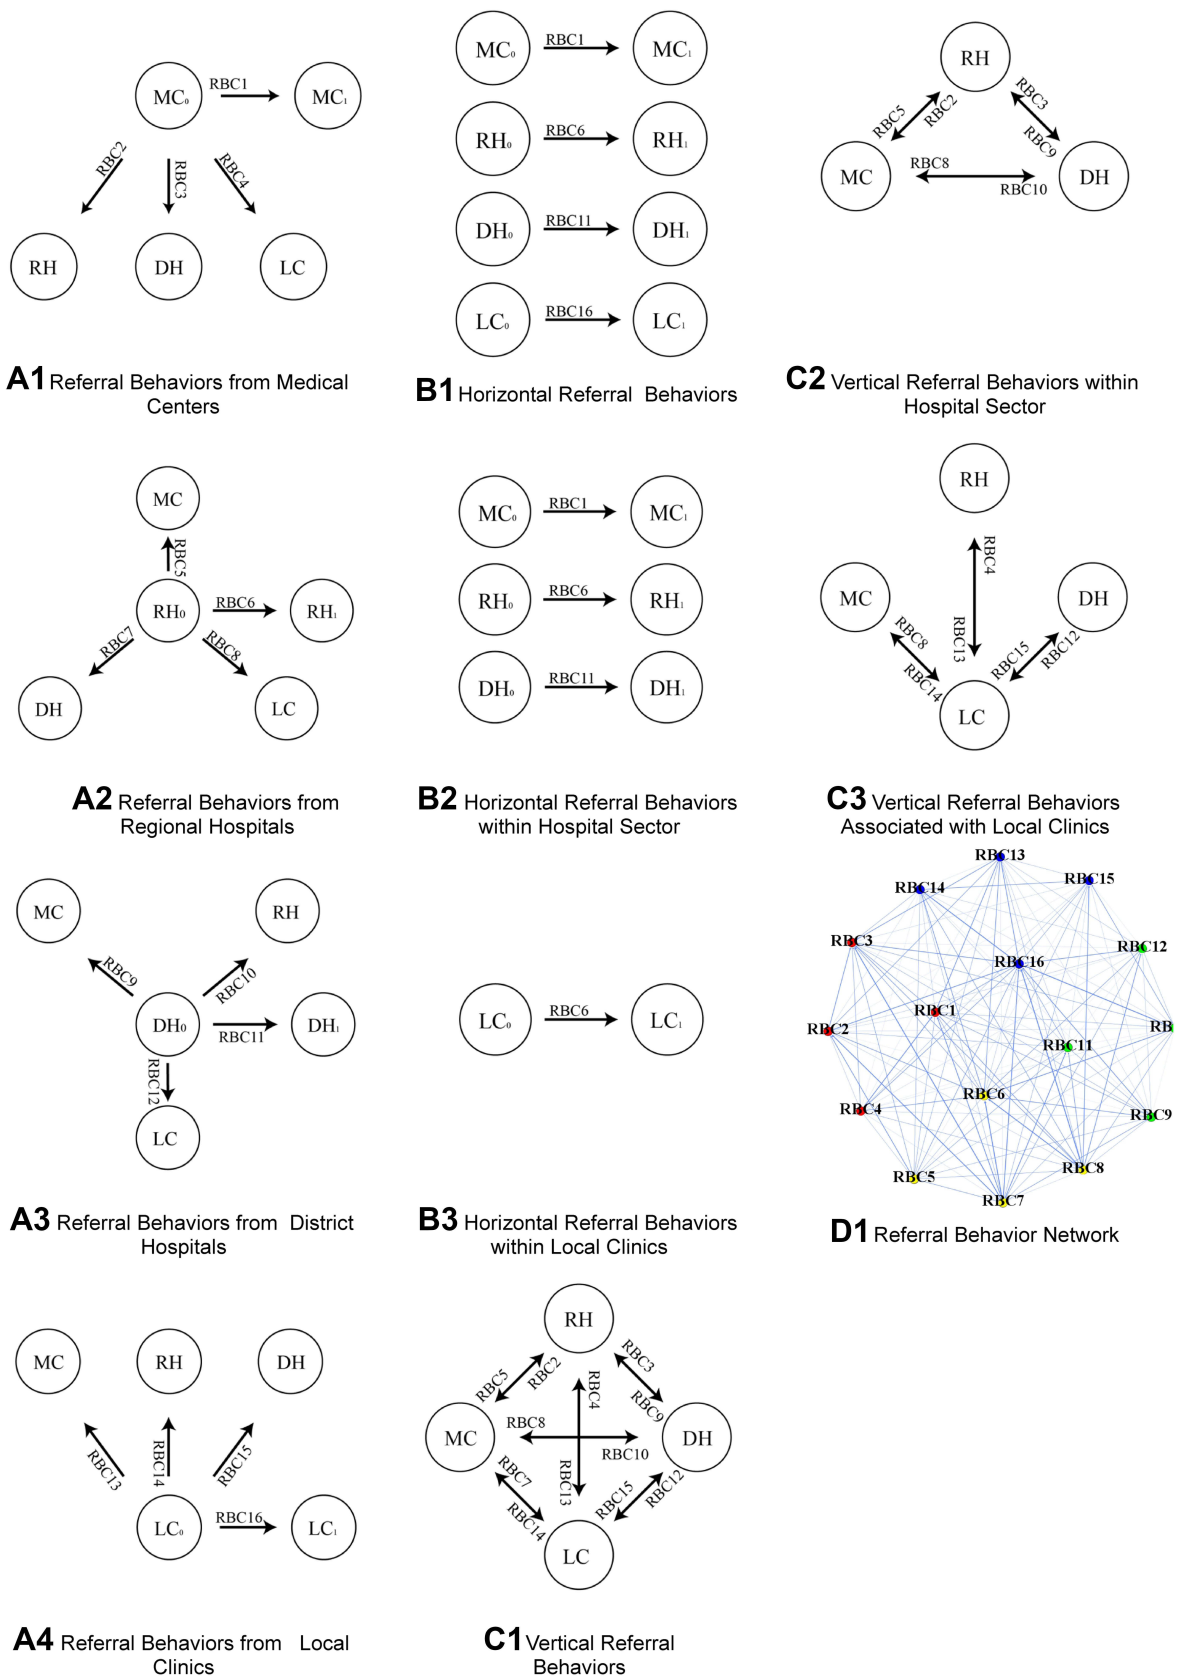 MC₀
RBC1
MC₁
RBC2
RBC3
RBC4
RH
DH
LC
A1 Referral Behaviors from Medical
Centers
MC₀
RBC1
MC₁
RH₀
RBC6
RH₁
DH₀
RBC11
DH₁
LC₀
RBC16
LC₁
B1 Horizontal Referral Behaviors
RH
RBC5
RBC2
RBC3
RBC9
MC
RBC8
RBC10
DH
C2 Vertical Referral Behaviors within
Hospital Sector
MC
RBC5
RH₀
RBC6
RH₁
RBC7
RBC8
DH
LC
A2 Referral Behaviors from
Regional Hospitals
MC₀
RBC1
MC₁
RH₀
RBC6
RH₁
DH₀
RBC11
DH₁
B2 Horizontal Referral Behaviors
within Hospital Sector
RH
RBC4
MC
DH
RBC8
RBC14
RBC13
RBC15
RBC12
LC
C3 Vertical Referral Behaviors
Associated with Local Clinics
MC
RH
RBC9
RBC10
DH₀
RBC11
DH₁
RBC12
LC
A3 Referral Behaviors from District
Hospitals
LC₀
RBC6
LC₁
B3 Horizontal Referral Behaviors
within Local Clinics
RBC13
RBC14
RBC15
RBC3
RBC12
RBC16
RBC1
RBC2
RB
RBC11
RBC6
RBC4
RBC9
RBC8
RBC5
RBC7
D1 Referral Behavior Network
MC
RH
DH
RBC13
RBC14
RBC15
LC₀
RBC16
LC₁
A4 Referral Behaviors from Local
Clinics
RH
RBC5
RBC2
RBC4
RBC3
RBC9
MC
RBC8
RBC10
DH
RBC7
RBC14
RBC13
RBC15
RBC12
LC
C1 Vertical Referral
Behaviors